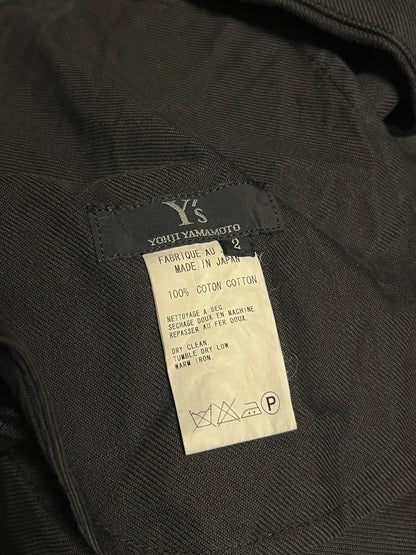 Y's
YOHJI YAMAMOTO
2
FABRIQUE AU
MADE IN JAPAN
100% COTON COTTON
NETTOYAGE A SEC.
SECHAGE DOUX EN MACHINE
REPASSER AU FER DOUX.
DRY CLEAN.
TUMBLE DRY LOW.
WARM IRON.
P